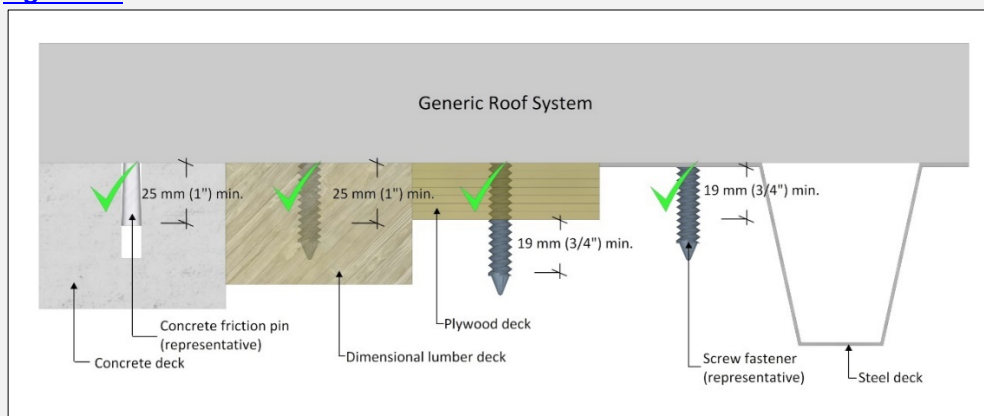 Generic Roof System
25 mm (1") min.
25 mm (1") min.
19 mm (3/4") min.
19 mm (3/4") min.
Concrete friction pin
(representative)
Concrete deck
Dimensional lumber deck
Plywood deck
Screw fastener
(representative)
Steel deck